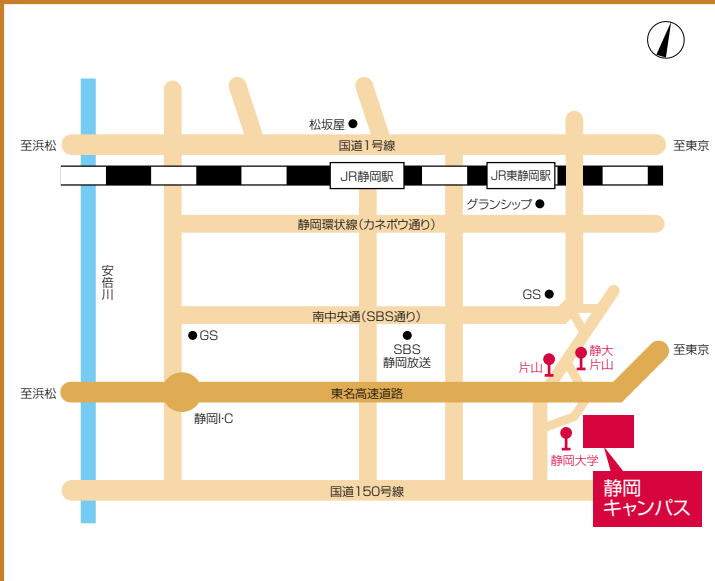 松坂屋
至浜松
国道1号線
至東京
JR静岡駅
JR東静岡駅
グランシップ
静岡環状線(カネボウ通り)
安倍川
GS
南中央通(SBS通り)
GS
SBS
静岡放送
片山
静大
片山
至東京
至浜松
東名高速道路
静岡I・C
静岡大学
国道150号線
静岡
キャンパス